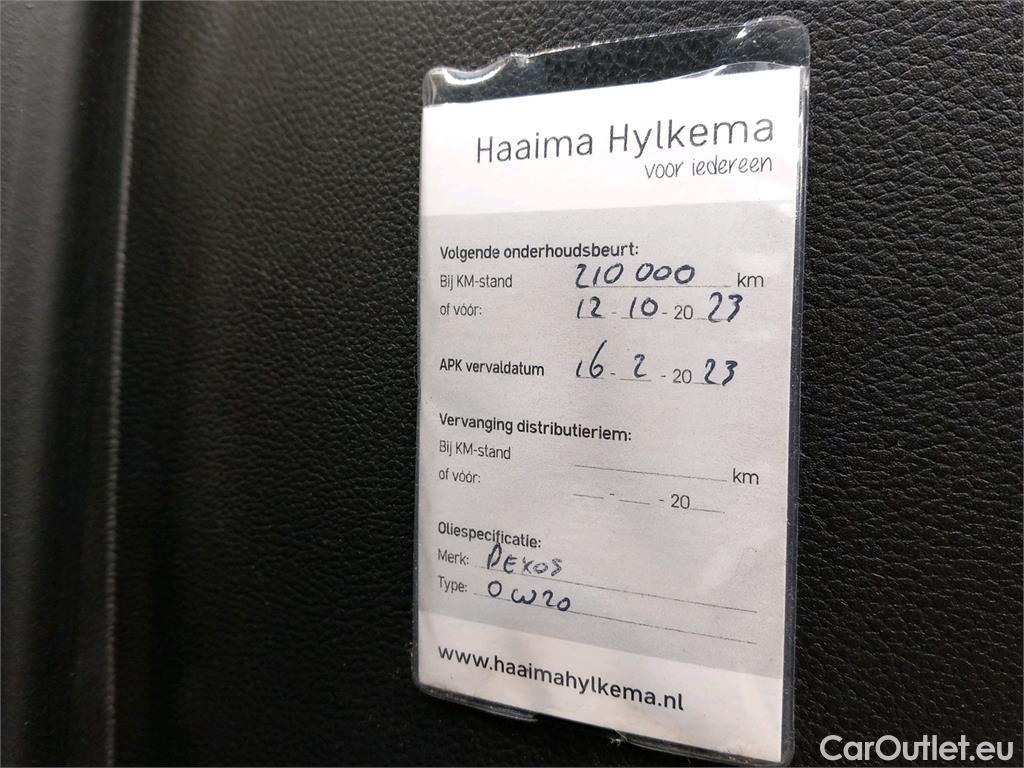 Haaima Hylkema
voor iedereen
Volgende onderhoudsbeurt:
Bij KM-stand 210 000 km
of vóór: 12 - 10 - 20 23
APK vervaldatum 16 - 2 - 20 23
Vervanging distributieriem:
Bij KM-stand km
of vóór: - - 20
Oliespecificatie:
Merk: DEXOS
Type: 0W20
www.haaimahylkema.nl
CarOutlet.eu